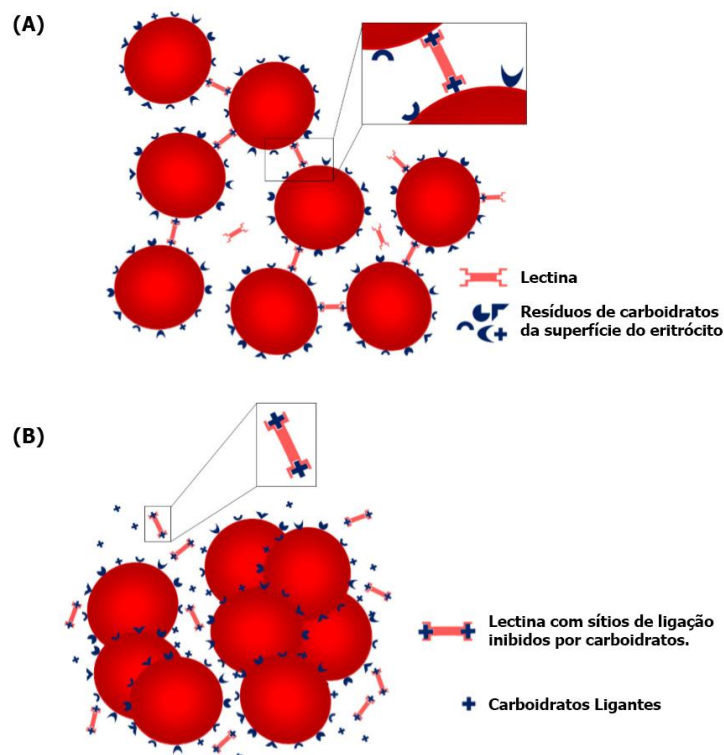 (A)
Lectina
Resíduos de carboidratos
da superfície do eritrócito
(B)
Lectina com sítios de ligação
inibidos por carboidratos.
Carboidratos Ligantes